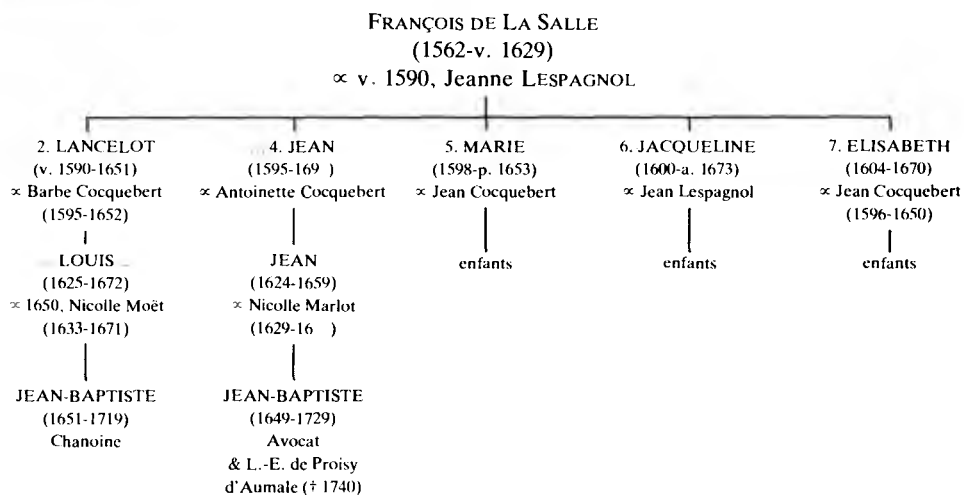 FRANÇOIS DE LA SALLE
(1562-v. 1629)
∝ v. 1590, Jeanne LESPAGNOL
2. LANCELOT
(v. 1590-1651)
∝ Barbe Cocquebert
(1595-1652)
LOUIS
(1625-1672)
∝ 1650, Nicolle Moët
(1633-1671)
JEAN-BAPTISTE
(1651-1719)
Chanoine
4. JEAN
(1595-169 )
∝ Antoinette Cocquebert
JEAN
(1624-1659)
∝ Nicolle Marlot
(1629-16 )
JEAN-BAPTISTE
(1649-1729)
Avocat
& L.-E. de Proisy
d'Aumale († 1740)
5. MARIE
(1598-p. 1653)
∝ Jean Cocquebert
enfants
6. JACQUELINE
(1600-a. 1673)
∝ Jean Lespagnol
enfants
7. ELISABETH
(1604-1670)
∝ Jean Cocquebert
(1596-1650)
enfants